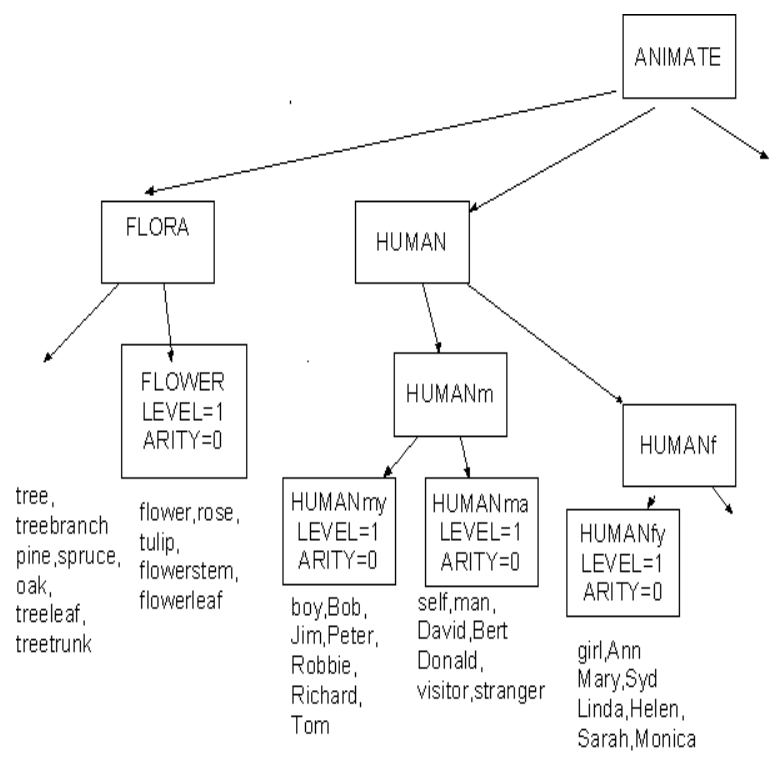 ANIMATE
FLORA
HUMAN
FLOWER
LEVEL=1
ARITY=0
HUMANm
HUMANf
tree,
treebranch
pine,spruce,
oak,
treeleaf,
treetrunk
flower,rose,
tulip,
flowerstem,
flowerleaf
HUMANmy
LEVEL=1
ARITY=0
HUMANma
LEVEL=1
ARITY=0
HUMANfy
LEVEL=1
ARITY=0
boy,Bob,
Jim,Peter,
Robbie,
Richard,
Tom
self,man,
David,Bert
Donald,
visitor,stranger
girl,Ann
Mary,Syd
Linda,Helen,
Sarah,Monica